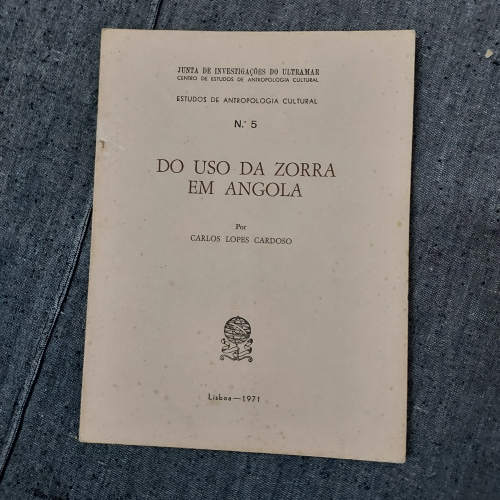 JUNTA DE INVESTIGAÇÕES DO ULTRAMAR
CENTRO DE ESTUDOS DE ANTROPOLOGIA CULTURAL
ESTUDOS DE ANTROPOLOGIA CULTURAL
N.º 5
DO USO DA ZORRA
EM ANGOLA
Por
CARLOS LOPES CARDOSO
Lisboa—1971